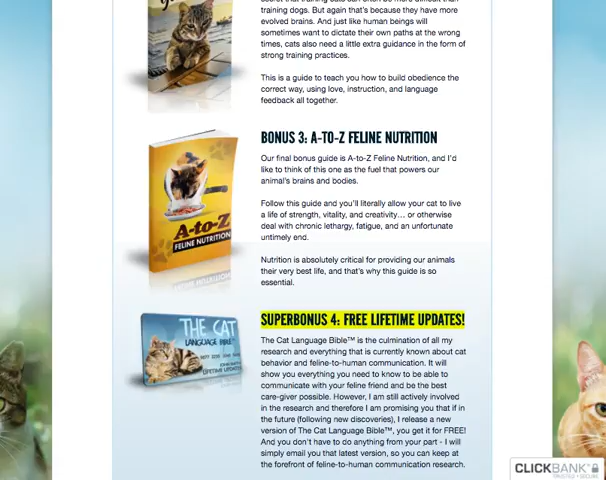 training dogs. But again that's because they have more
evolved brains. And just like human beings will
sometimes want to dictate their own paths at the wrong
times, cats also need a little extra guidance in the form of
strong training practices.
This is a guide to teach you how to build obedience the
correct way, using love, instruction, and language
feedback all together.
BONUS 3: A-TO-Z FELINE NUTRITION
Our final bonus guide is A-to-Z Feline Nutrition, and I'd
like to think of this one as the fuel that powers our
animal's brains and bodies.
Follow this guide and you'll literally allow your cat to live
a life of strength, vitality, and creativity... or otherwise
deal with chronic lethargy, fatigue, and an unfortunate
untimely end.
Nutrition is absolutely critical for providing our animals
their very best life, and that's why this guide is so
essential.
A-to-Z
FELINE NUTRITION
SUPERBONUS 4: FREE LIFETIME UPDATES!
The Cat Language Bible™ is the culmination of all my
research and everything that is currently known about cat
behavior and feline-to-human communication. It will
show you everything you need to know to be able to
communicate with your feline friend and be the best
care-giver possible. However, I am still actively involved
in the research and therefore I am promising you that if in
the future (following new discoveries), I release a new
version of The Cat Language Bible™, you get it for FREE!
And you don't have to do anything from your part - I will
simply email you that latest version, so you can keep at
the forefront of feline-to-human communication research.
THE CAT
LANGUAGE BIBLE™
LIFETIME UPDATES
CLICKBANK